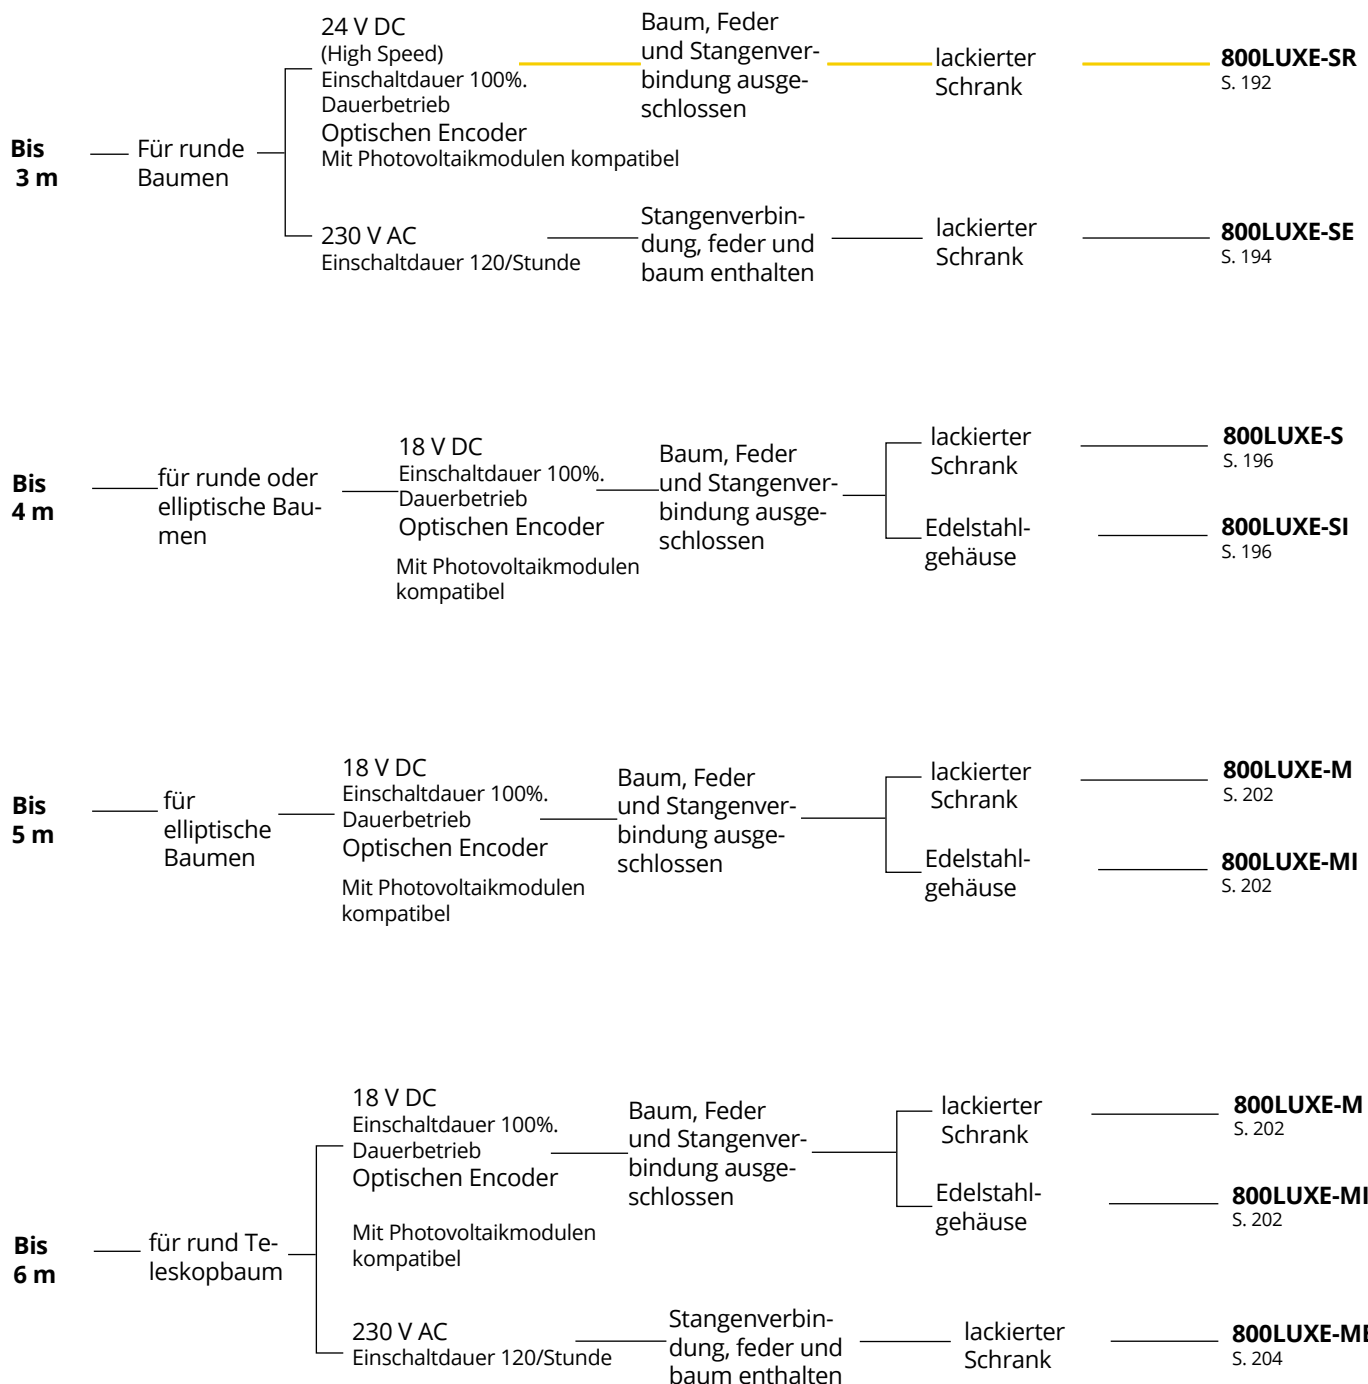 Bis
3 m
Für runde
Baumen
24 V DC
(High Speed)
Einschaltdauer 100%.
Dauerbetrieb
Optischen Encoder
Mit Photovoltaikmodulen kompatibel
Baum, Feder
und Stangenver-
bindung ausge-
schlossen
lackierter
Schrank
800LUXE-SR
S. 192
230 V AC
Einschaltdauer 120/Stunde
Stangenverbin-
dung, feder und
baum enthalten
lackierter
Schrank
800LUXE-SE
S. 194
Bis
4 m
für runde oder
elliptische Bau-
men
18 V DC
Einschaltdauer 100%.
Dauerbetrieb
Optischen Encoder
Mit Photovoltaikmodulen
kompatibel
Baum, Feder
und Stangenver-
bindung ausge-
schlossen
lackierter
Schrank
800LUXE-S
S. 196
Edelstahl-
gehäuse
800LUXE-SI
S. 196
Bis
5 m
für
elliptische
Baumen
18 V DC
Einschaltdauer 100%.
Dauerbetrieb
Optischen Encoder
Mit Photovoltaikmodulen
kompatibel
Baum, Feder
und Stangenver-
bindung ausge-
schlossen
lackierter
Schrank
800LUXE-M
S. 202
Edelstahl-
gehäuse
800LUXE-MI
S. 202
Bis
6 m
für rund Te-
leskopbaum
18 V DC
Einschaltdauer 100%.
Dauerbetrieb
Optischen Encoder
Mit Photovoltaikmodulen
kompatibel
Baum, Feder
und Stangenver-
bindung ausge-
schlossen
lackierter
Schrank
800LUXE-M
S. 202
Edelstahl-
gehäuse
800LUXE-MI
S. 202
230 V AC
Einschaltdauer 120/Stunde
Stangenverbin-
dung, feder und
baum enthalten
lackierter
Schrank
800LUXE-ME
S. 204